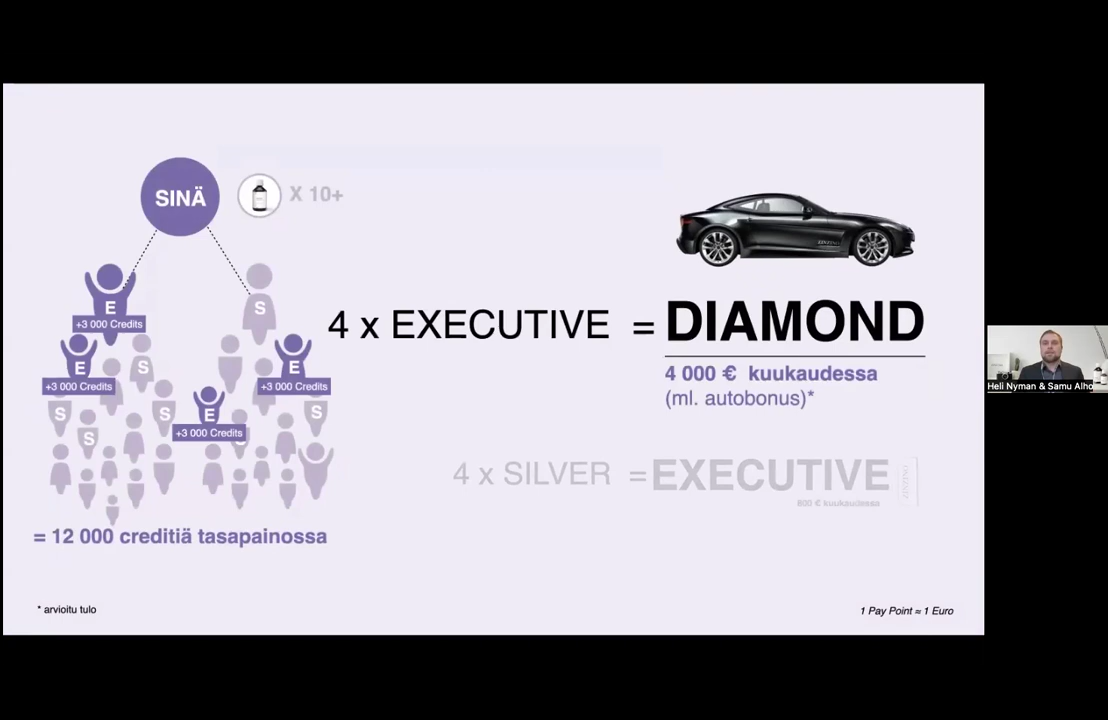 SINÄ
X 10+
E
+3 000 Credits
S
E
+3 000 Credits
S
E
+3 000 Credits
S
S
E
S
S
+3 000 Credits
= 12 000 creditiä tasapainossa
* arvioitu tulo
4 x EXECUTIVE = DIAMOND
4 000 € kuukaudessa
(ml. autobonus)*
4 x SILVER = EXECUTIVE
800 € kuukaudessa
1 Pay Point ≈ 1 Euro
Heli Nyman & Samu Alho